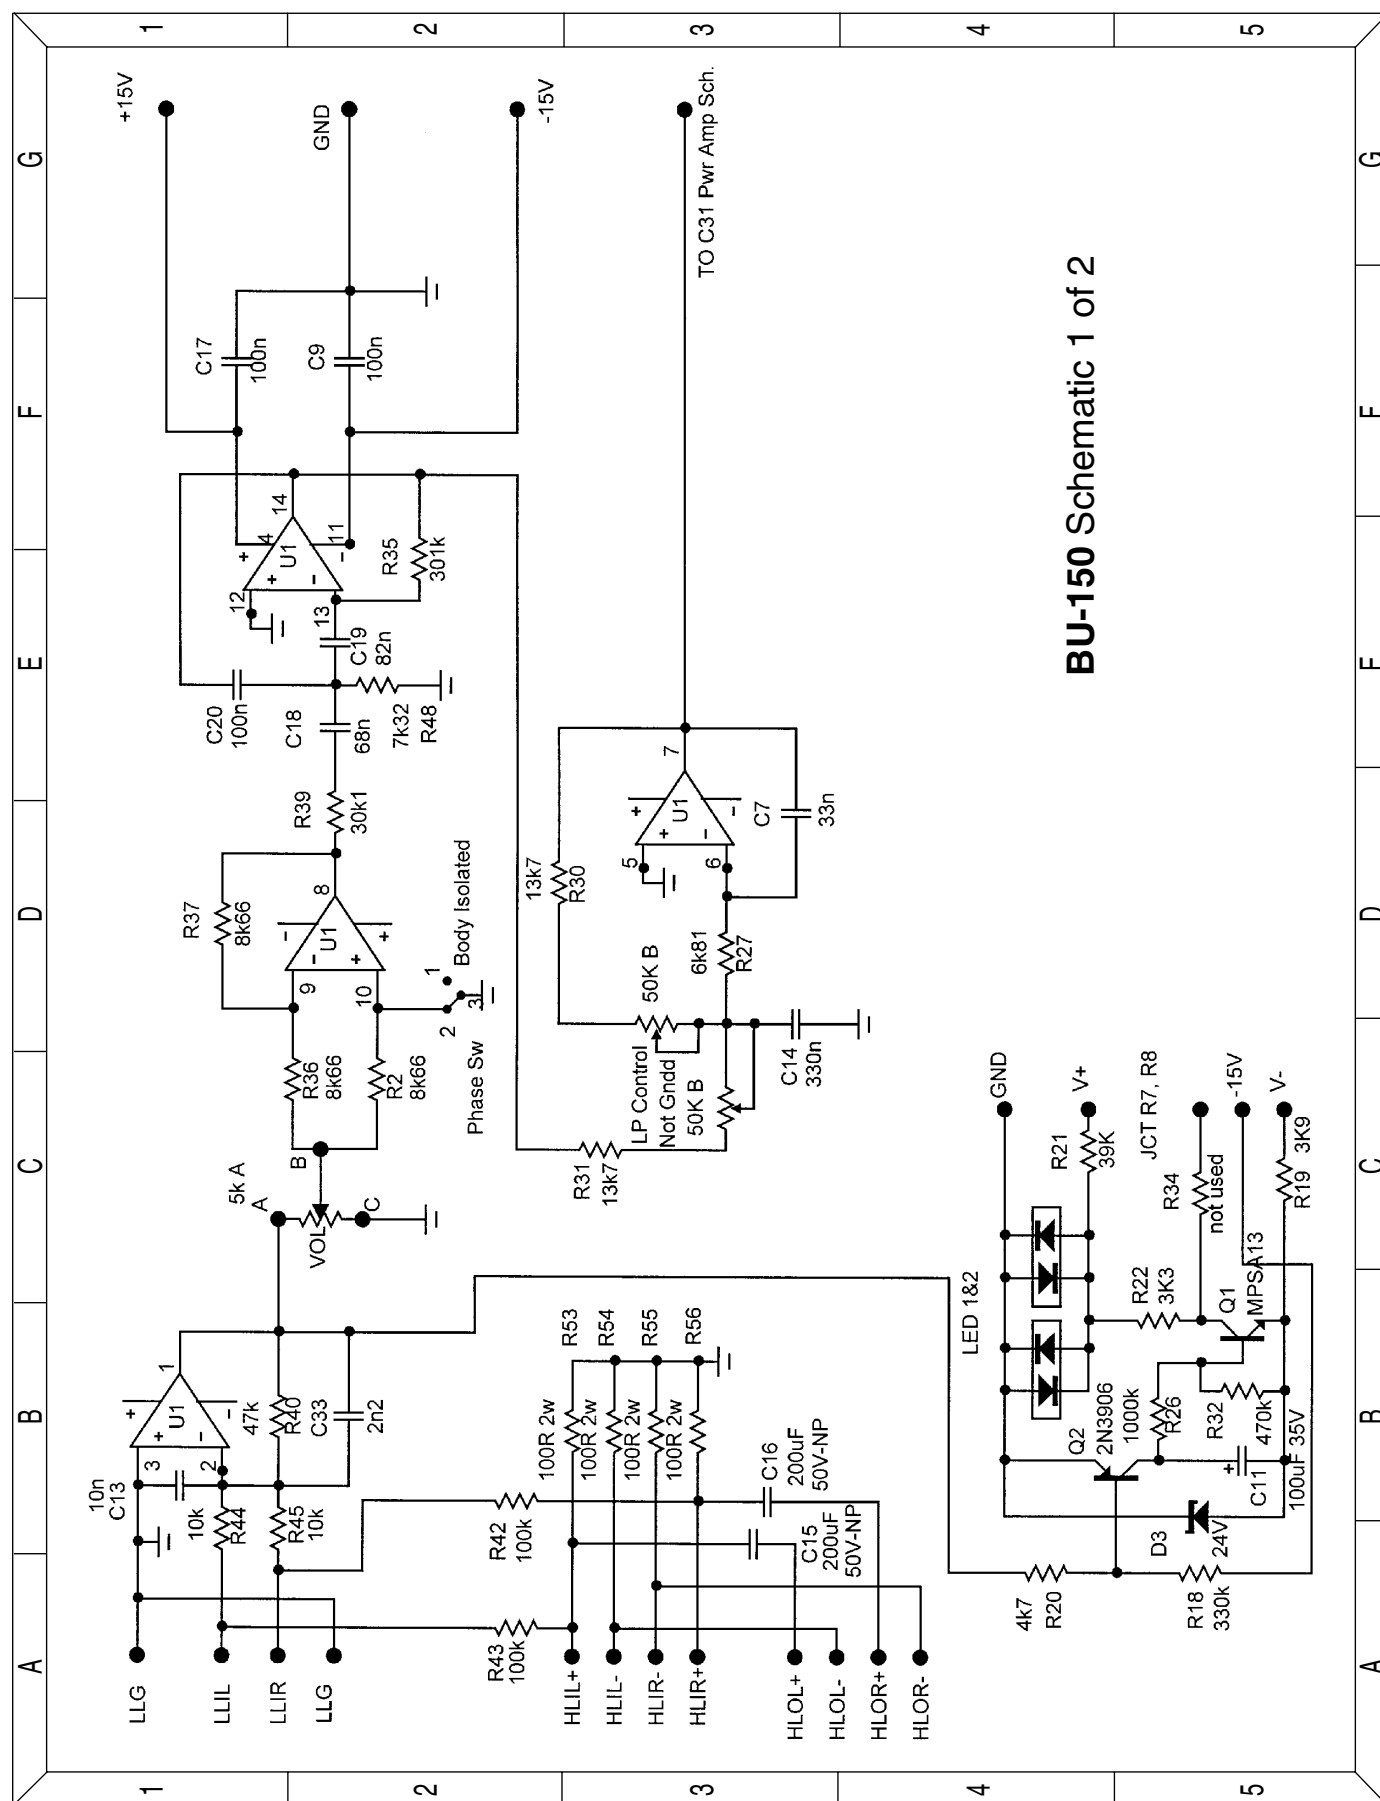 BU-150 Schematic 1 of 2
A
B
C
D
E
F
G
1
2
3
4
5
A
B
C
D
E
F
G
1
2
3
4
5
LLG
LLIL
LLIR
LLG
10n
C13
10k
R44
R45
10k
3
2
1
+
-
+
-
U1
47k
R40
C33
2n2
R42
100k
R43
100k
HLIL+
HLIL-
HLIR-
HLIR+
HLOL+
HLOL-
HLOR+
HLOR-
100R 2w
R53
100R 2w
R54
100R 2w
R55
100R 2w
R56
C16
200uF
50V-NP
C15
200uF
50V-NP
5k A
A
B
C
VOL
R36
8k66
R2
8k66
R37
8k66
9
10
8
-
+
-
+
U1
Phase Sw
2
1
3
Body Isolated
R39
30k1
C18
68n
C20
100n
7k32
R48
C19
82n
12
13
14
4
11
+
-
+
-
U1
R35
301k
C17
100n
C9
100n
+15V
GND
-15V
R31
13k7
LP Control
Not Gndd
50K B
50K B
C14
330n
13k7
R30
6k81
R27
5
6
7
+
-
+
-
U1
C7
33n
TO C31 Pwr Amp Sch.
4k7
R20
R18
330k
D3
24V
Q2
2N3906
1000k
R26
R32
470k
+
C11
100uF 35V
LED 1&2
R22
3K3
Q1
MPSA13
R34
not used
R21
39K
R19
3K9
GND
V+
JCT R7, R8
-15V
V-